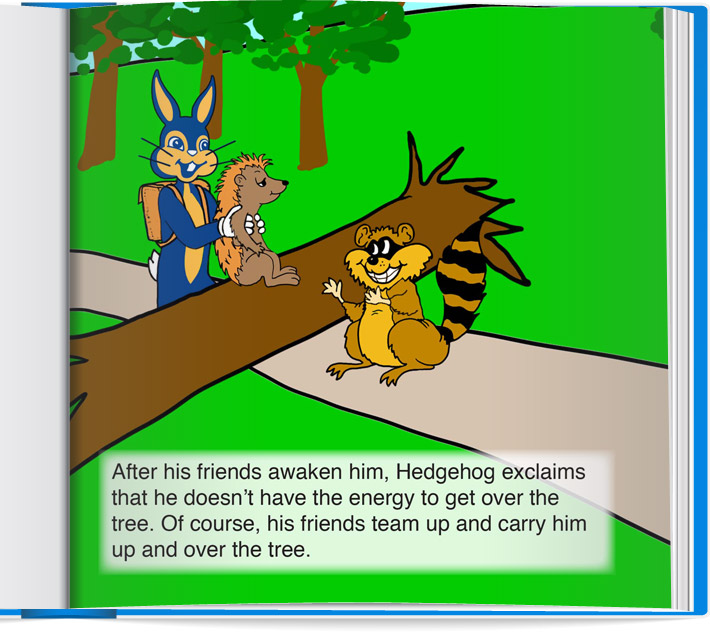 After his friends awaken him, Hedgehog exclaims
that he doesn’t have the energy to get over the
tree. Of course, his friends team up and carry him
up and over the tree.